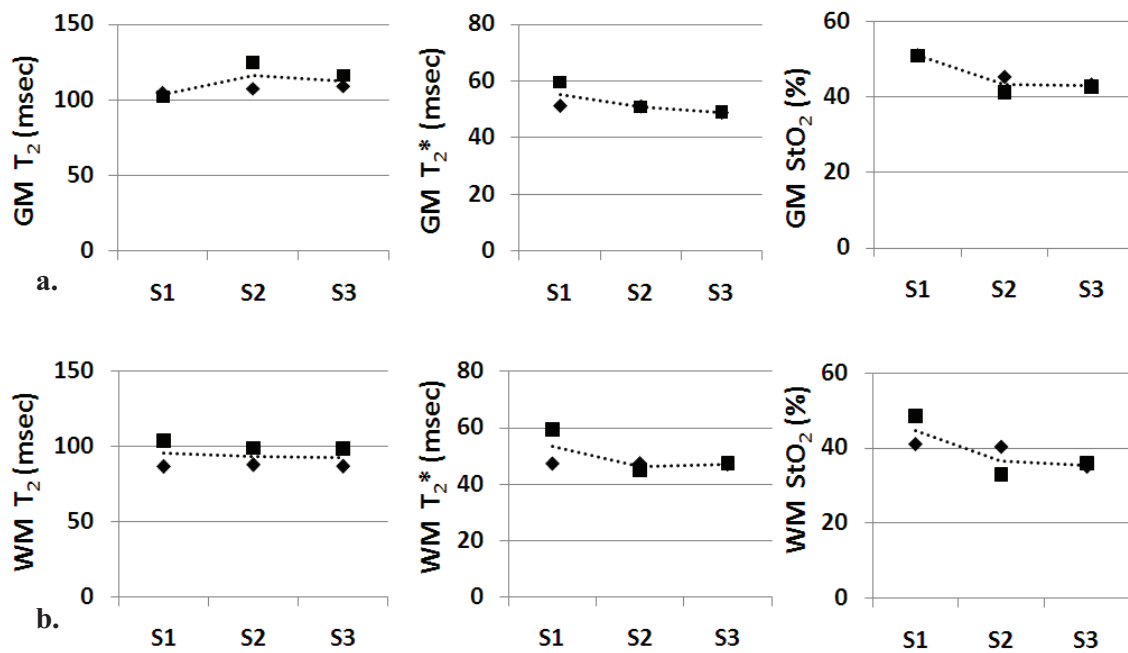 GM T₂ (msec)
150
100
50
0
S1 S2 S3
GM T₂* (msec)
80
60
40
20
0
S1 S2 S3
GM StO₂ (%)
60
40
20
0
S1 S2 S3
a.
WM T₂ (msec)
150
100
50
0
S1 S2 S3
WM T₂* (msec)
80
60
40
20
0
S1 S2 S3
WM StO₂ (%)
60
40
20
0
S1 S2 S3
b.